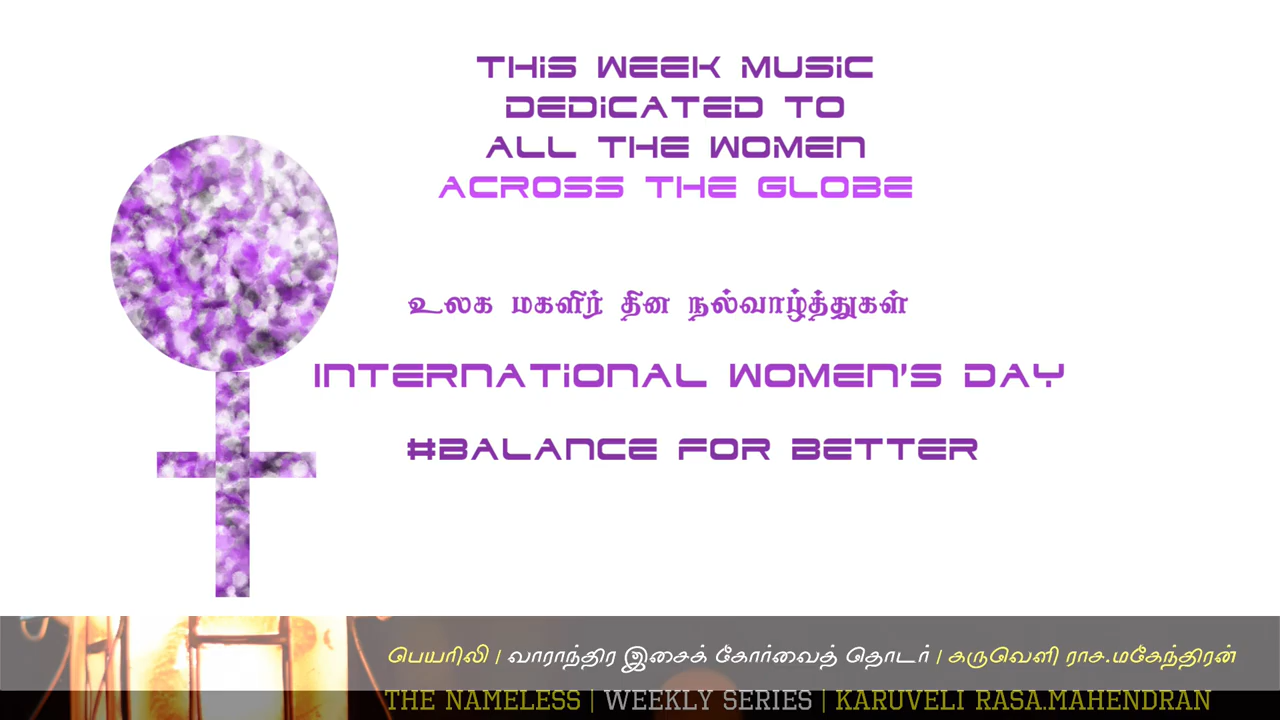 THiS WEEK MUSiC
DEDiCATED TO
ALL THE WOMEN
ACROSS THE GLOBE
உலக மகளிர் தின நல்வாழ்த்துகள்
INTERNATiONAL WOMEN'S DAY
#BALANCE FOR BETTER
பெயரிலி | வாராந்திர இசைக் கோர்வைத் தொடர் | கருவெளி ராச.மகேந்திரன்
THE NAMELESS | WEEKLY SERIES | KARUVELI RASA.MAHENDRAN